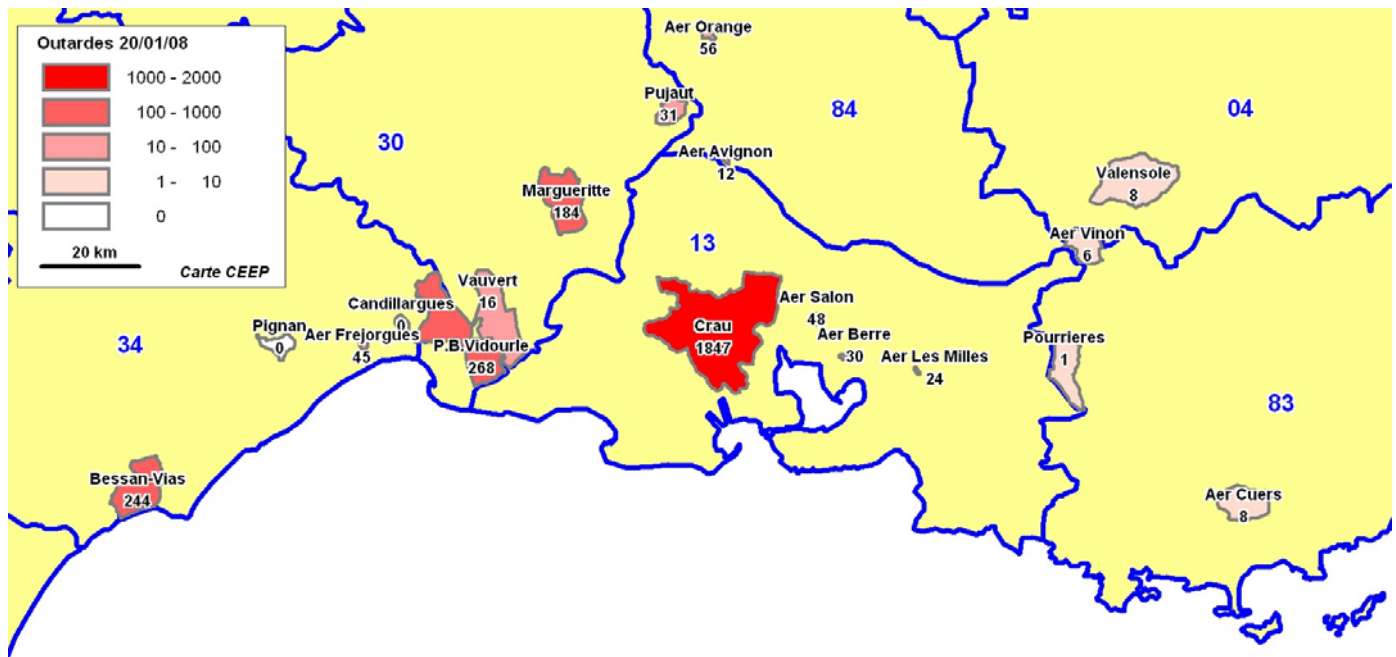 Outardes 20/01/08
1000 - 2000
100 - 1000
10 - 100
1 - 10
0
20 km
Carte CEEP
Aer Orange
56
Pujaut
31
84
04
30
Aer Avignon
12
Valensole
8
Margueritte
184
Aer Vinon
6
13
Vauvert
16
Candillargues
0
Aer Salon
48
Pignan
0
Aer Frejorgues
45
P.B.Vidourle
268
Crau
1847
Aer Berre
30
Aer Les Milles
24
Pourrieres
1
34
83
Bessan-Vias
244
Aer Cuers
8